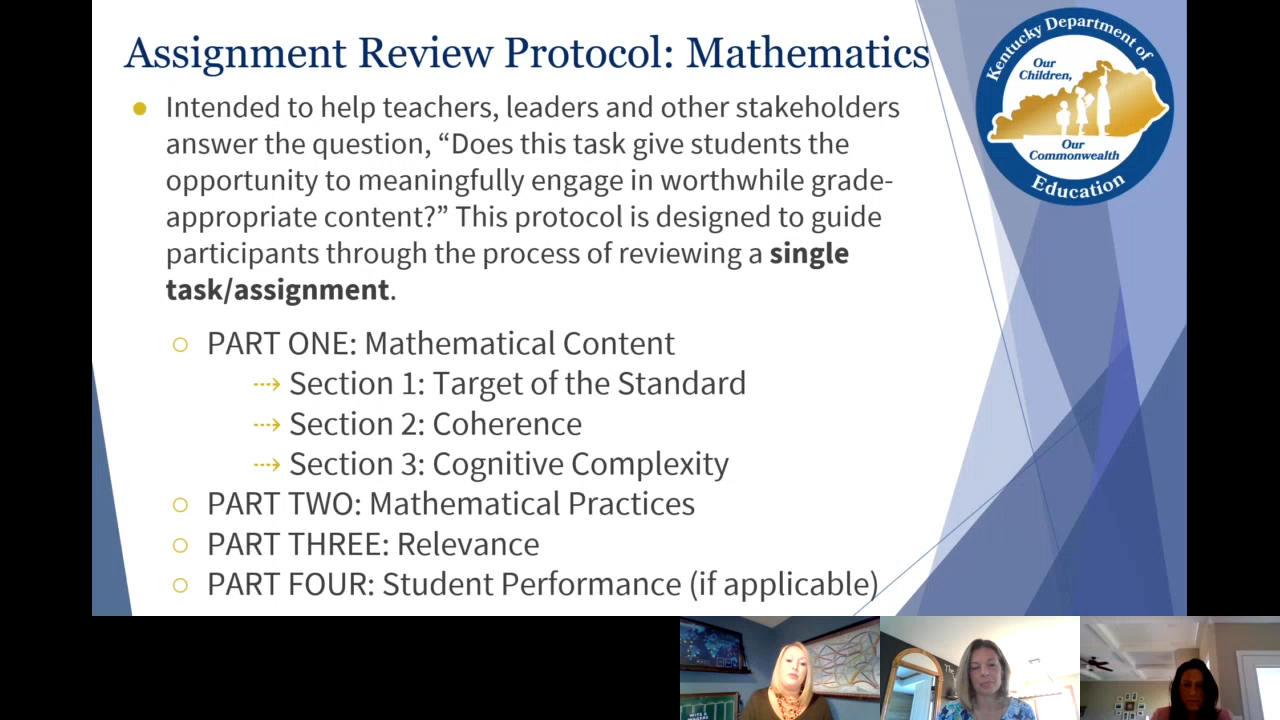 Assignment Review Protocol: Mathematics
Intended to help teachers, leaders and other stakeholders
answer the question, “Does this task give students the
opportunity to meaningfully engage in worthwhile grade-
appropriate content?” This protocol is designed to guide
participants through the process of reviewing a single
task/assignment.
PART ONE: Mathematical Content
Section 1: Target of the Standard
Section 2: Coherence
Section 3: Cognitive Complexity
PART TWO: Mathematical Practices
PART THREE: Relevance
PART FOUR: Student Performance (if applicable)
Kentucky Department of
Our
Children,
Our
Commonwealth
Education